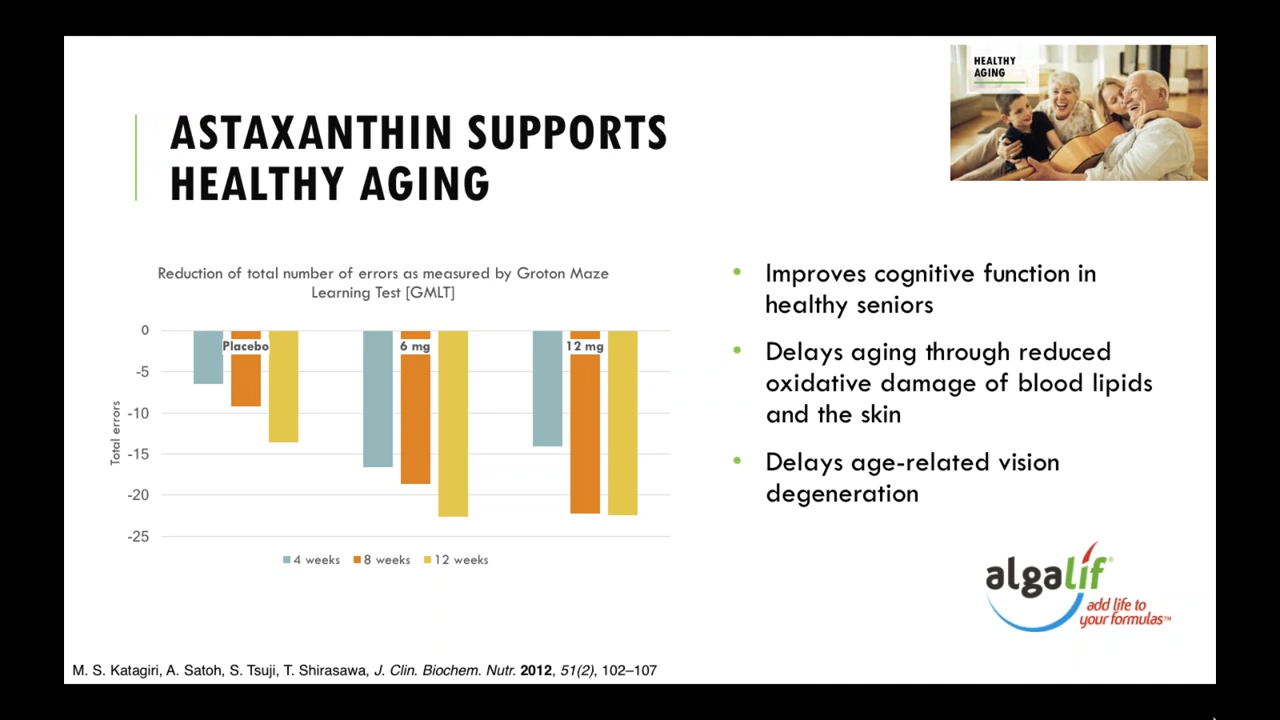 HEALTHY
AGING
ASTAXANTHIN SUPPORTS
HEALTHY AGING
Reduction of total number of errors as measured by Groton Maze
Learning Test [GMLT]
Total errors
0
-5
-10
-15
-20
-25
Placebo
6 mg
12 mg
4 weeks 8 weeks 12 weeks
• Improves cognitive function in
healthy seniors
• Delays aging through reduced
oxidative damage of blood lipids
and the skin
• Delays age-related vision
degeneration
algalif®
add life to
your formulas™
M. S. Katagiri, A. Satoh, S. Tsuji, T. Shirasawa, J. Clin. Biochem. Nutr. 2012, 51(2), 102–107